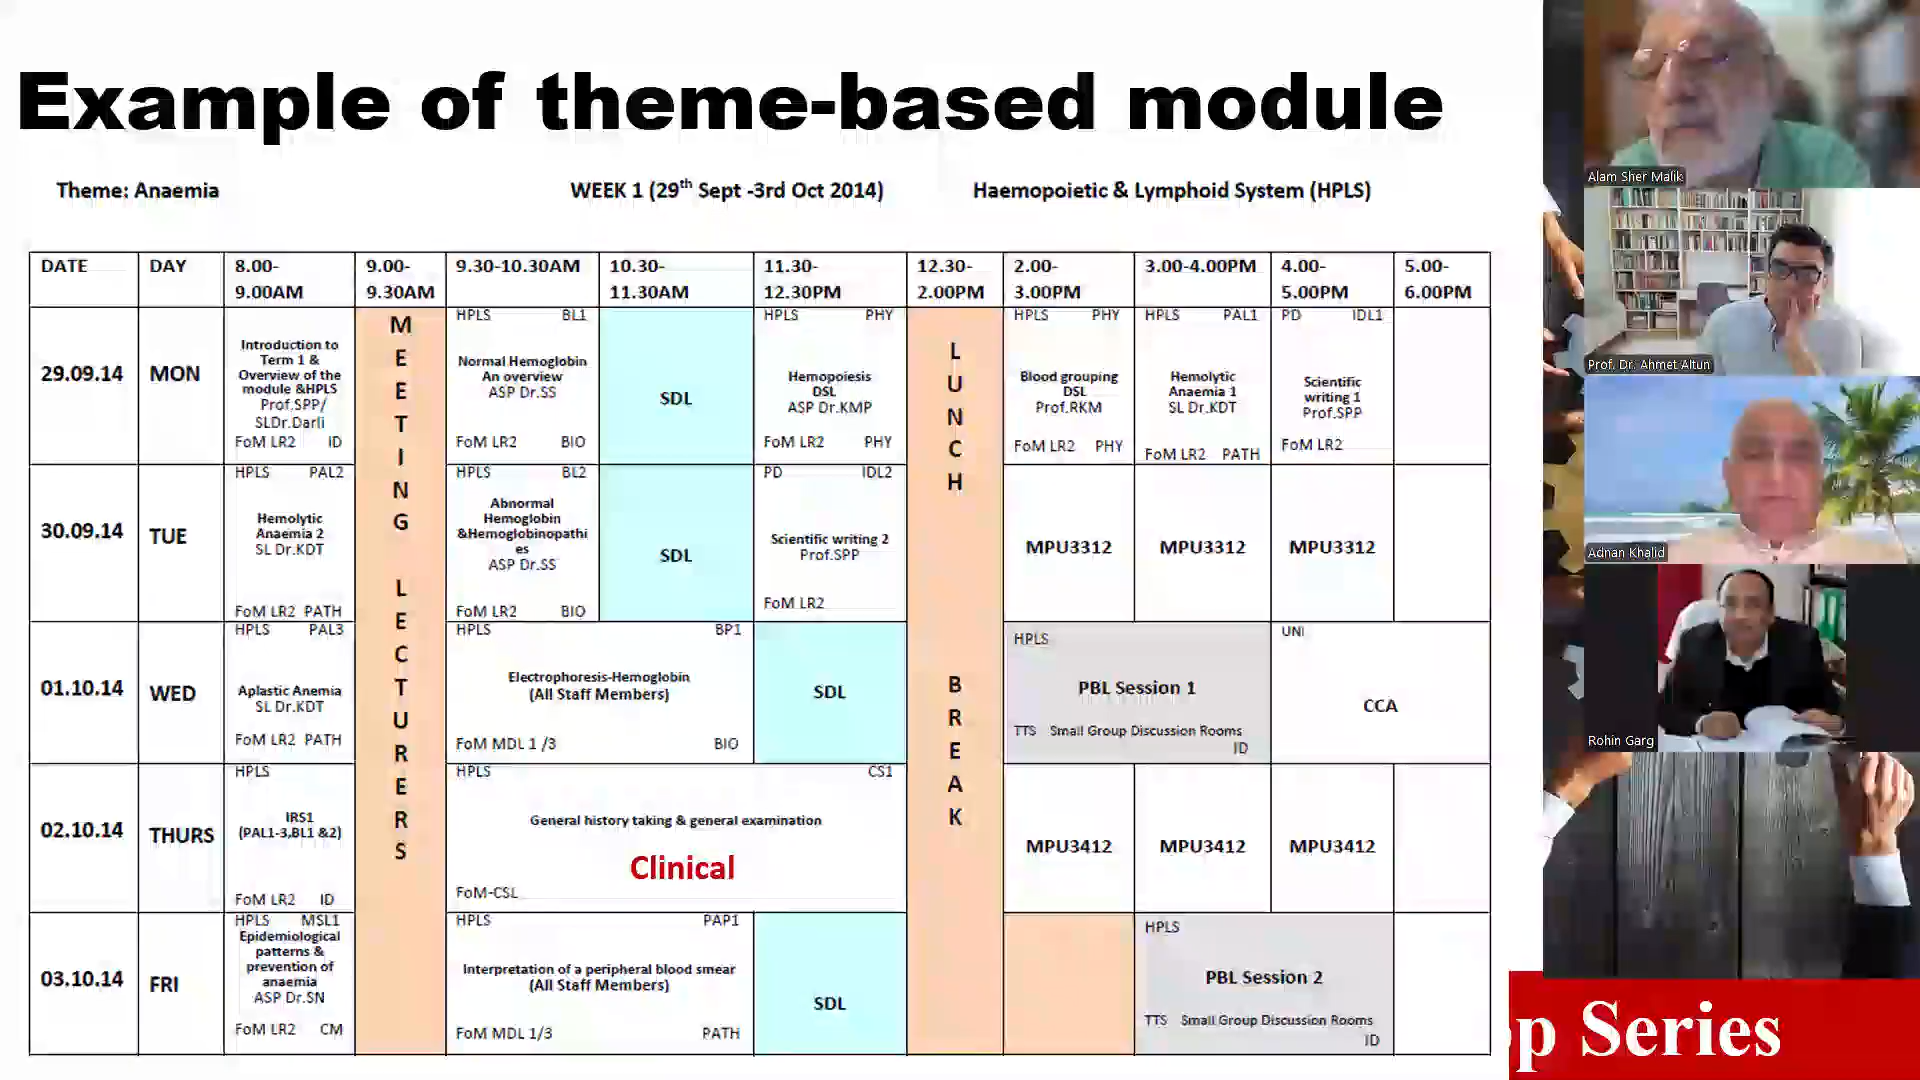 Example of theme-based module
Theme: Anaemia
WEEK 1 (29th Sept -3rd Oct 2014)
Haemopoietic & Lymphoid System (HPLS)
DATE
DAY
8.00-
9.00AM
9.00-
9.30AM
9.30-10.30AM
10.30-
11.30AM
11.30-
12.30PM
12.30-
2.00PM
2.00-
3.00PM
3.00-4.00PM
4.00-
5.00PM
5.00-
6.00PM
MEETING LECTURERS
LUNCH BREAK
29.09.14
MON
Introduction to
Term 1 &
Overview of the
module &HPLS
Prof.SPP/
SLDr.Darli
FoM LR2 ID
HPLS BL1
Normal Hemoglobin
An overview
ASP Dr.SS
FoM LR2 BIO
SDL
HPLS PHY
Hemopoiesis
DSL
ASP Dr.KMP
FoM LR2 PHY
HPLS PHY
Blood grouping
DSL
Prof.RKM
FoM LR2 PHY
HPLS PAL1
Hemolytic
Anaemia 1
SL Dr.KDT
FoM LR2 PATH
PD IDL1
Scientific
writing 1
Prof.SPP
FoM LR2
30.09.14
TUE
HPLS PAL2
Hemolytic
Anaemia 2
SL Dr.KDT
FoM LR2 PATH
HPLS BL2
Abnormal
Hemoglobin
&Hemoglobinopathi
es
ASP Dr.SS
FoM LR2 BIO
SDL
PD IDL2
Scientific writing 2
Prof.SPP
FoM LR2
MPU3312
MPU3312
MPU3312
01.10.14
WED
HPLS PAL3
Aplastic Anemia
SL Dr.KDT
FoM LR2 PATH
HPLS BP1
Electrophoresis-Hemoglobin
(All Staff Members)
FoM MDL 1 /3 BIO
SDL
HPLS
PBL Session 1
TTS Small Group Discussion Rooms
ID
UNI
CCA
02.10.14
THURS
HPLS
IRS1
(PAL1-3,BL1 &2)
FoM LR2 ID
HPLS CS1
General history taking & general examination
Clinical
FoM-CSL
MPU3412
MPU3412
MPU3412
03.10.14
FRI
HPLS MSL1
Epidemiological
patterns &
prevention of
anaemia
ASP Dr.SN
FoM LR2 CM
HPLS PAP1
Interpretation of a peripheral blood smear
(All Staff Members)
FoM MDL 1/3 PATH
SDL
HPLS
PBL Session 2
TTS Small Group Discussion Rooms
ID
Alam Sher Malik
Prof. Dr. Ahmet Altun
Adnan Khalid
Rohin Garg
op Series